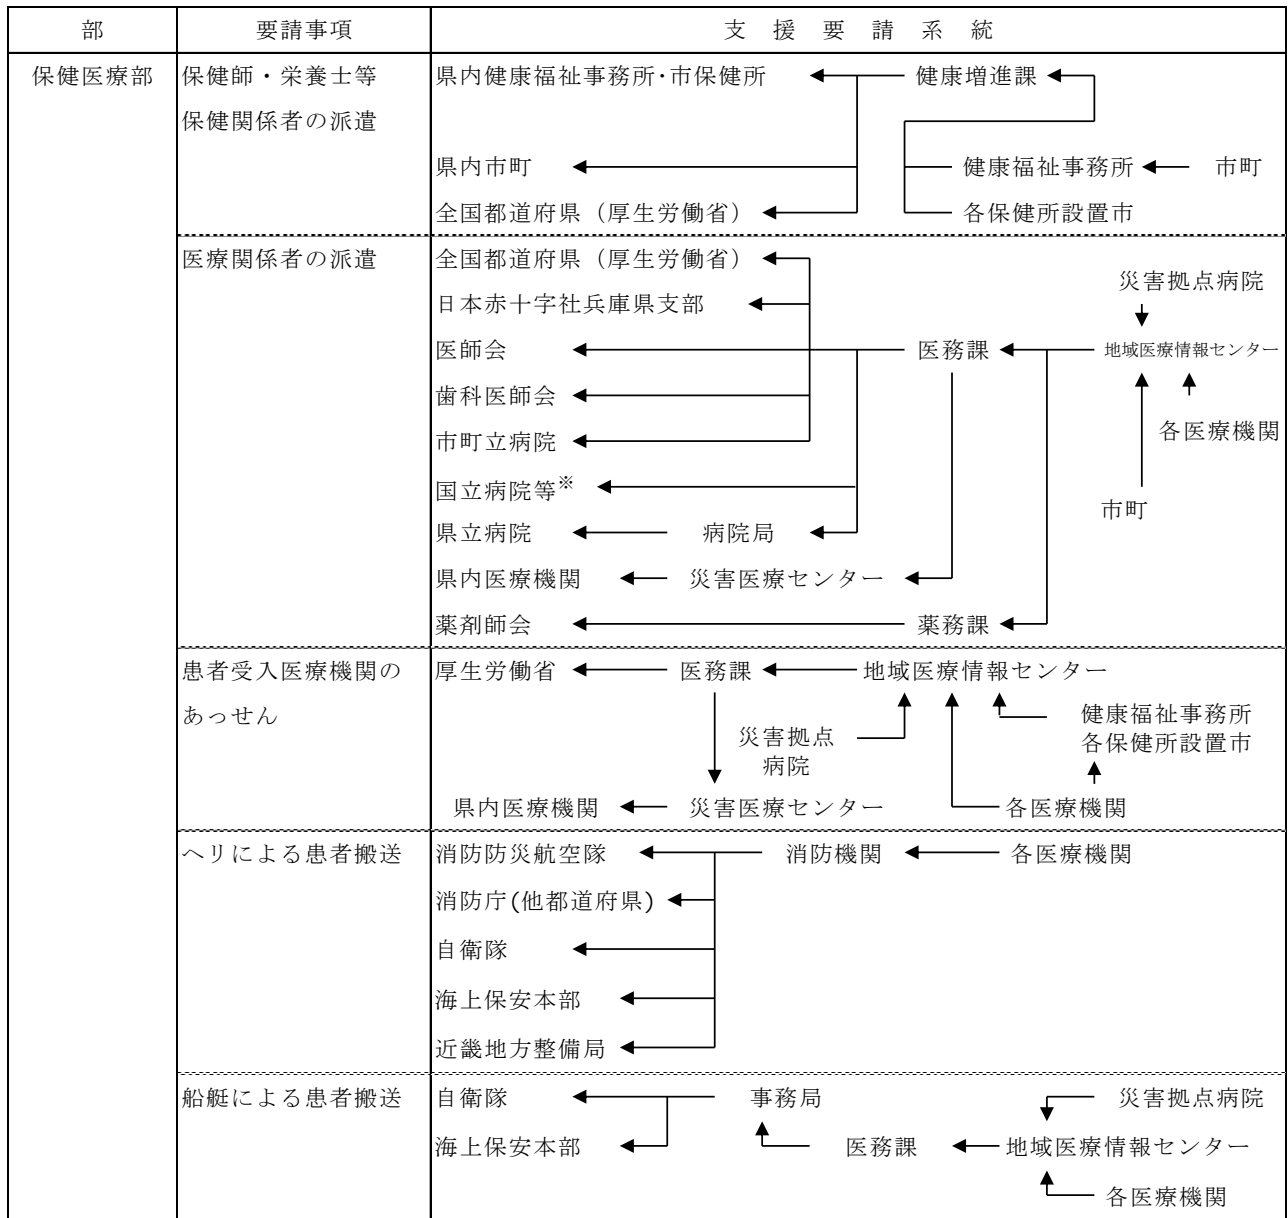 部 要請事項 支 援 要 請 系 統
保健医療部 保健師・栄養士等 県内健康福祉事務所・市保健所 健康増進課
保健関係者の派遣
県内市町 健康福祉事務所 市町
全国都道府県（厚生労働省） 各保健所設置市
医療関係者の派遣 全国都道府県（厚生労働省）
災害拠点病院
日本赤十字社兵庫県支部
医師会 医務課 地域医療情報センター
歯科医師会
各医療機関
市町立病院
国立病院等※
市町
県立病院 病院局
県内医療機関 災害医療センター
薬剤師会 薬務課
患者受入医療機関の 厚生労働省 医務課 地域医療情報センター
あっせん 健康福祉事務所
災害拠点 各保健所設置市
病院
県内医療機関 災害医療センター 各医療機関
ヘリによる患者搬送 消防防災航空隊 消防機関 各医療機関
消防庁(他都道府県)
自衛隊
海上保安本部
近畿地方整備局
船艇による患者搬送 自衛隊 事務局 災害拠点病院
海上保安本部 医務課 地域医療情報センター
各医療機関